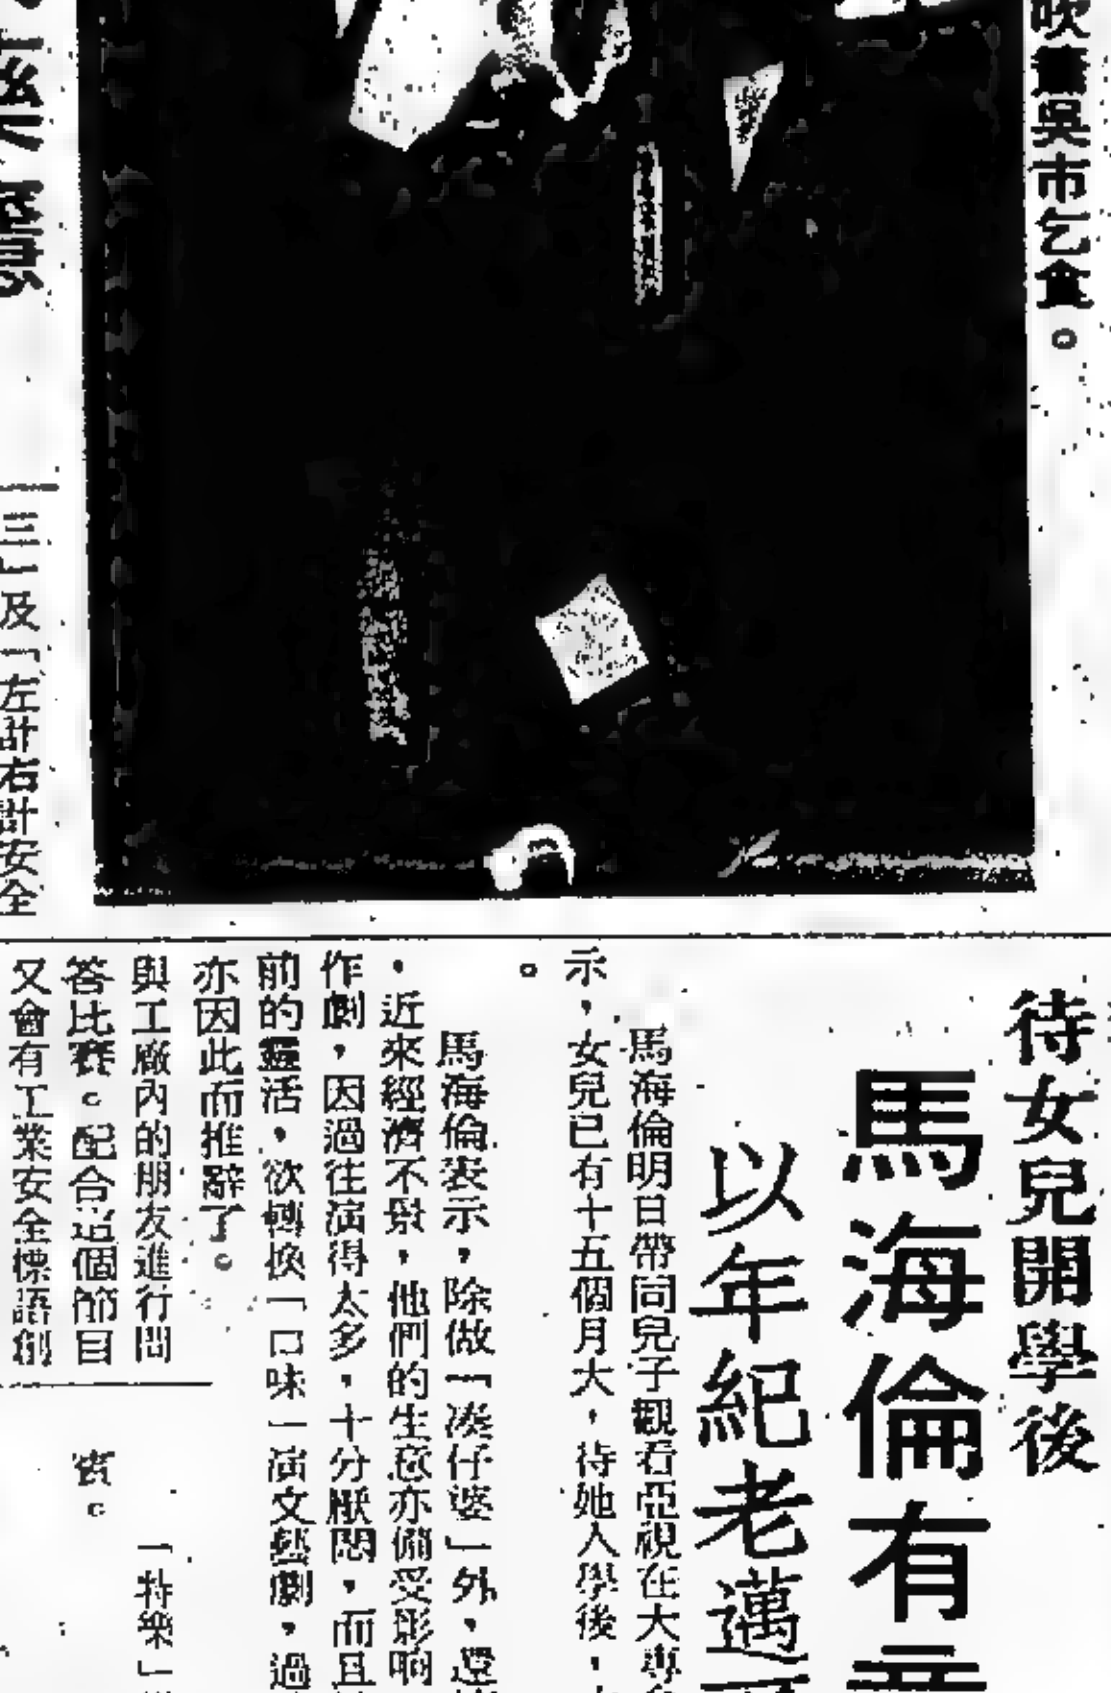 吹簫吳市乞食。
三」及「左計右計安全
待女兒開學後
馬海倫有意
以年紀老邁
馬海倫明日帶同兒子觀看亞視在大專
示，女兒已有十五個月大，待她入學後，
。
馬海倫表示，除做「湊仔婆」外，還
，近來經濟不景，他們的生意亦備受影响
作劇，因過往演得太多，十分厭悶，而且
前的靈活，欲轉換「口味」演文藝劇，過
亦因此而推辭了。
與工廠內的朋友進行問
答比賽。配合這個節目
又會有工業安全標語創
「特樂」
賓。